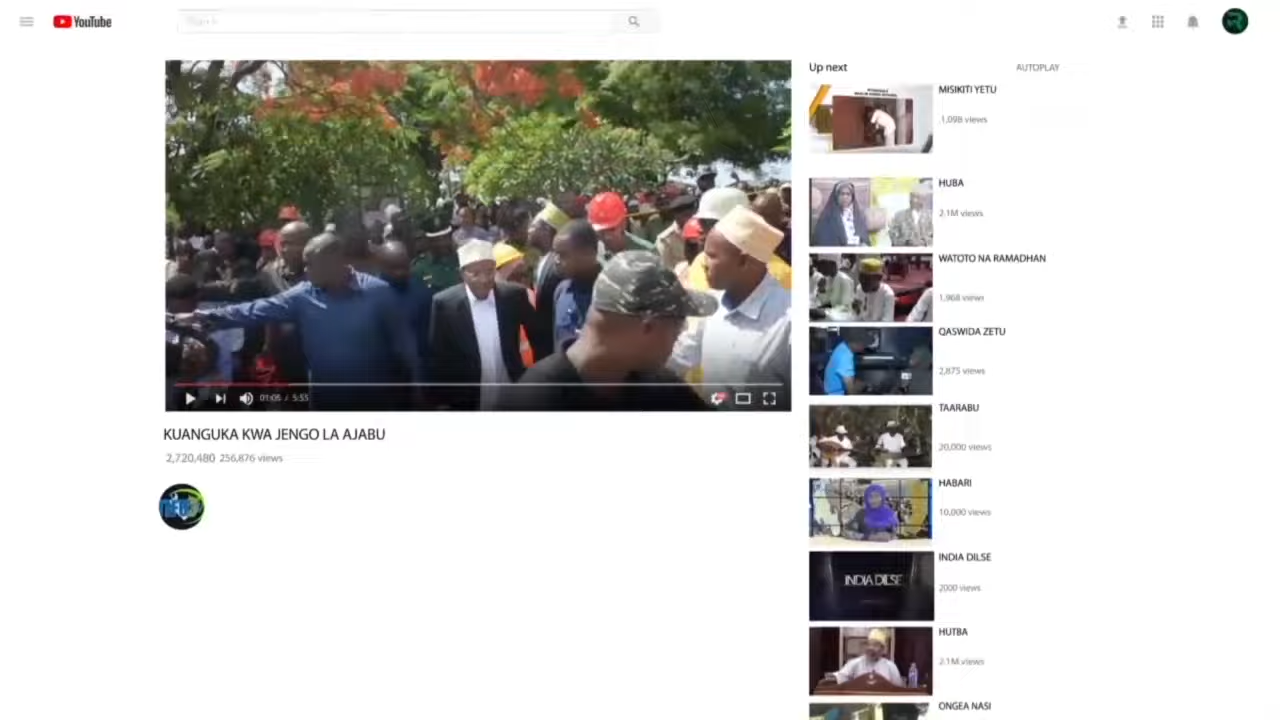 YouTube
Search
01:05 / 5:55
KUANGUKA KWA JENGO LA AJABU
2,720,480 256,876 views
NEWS
Up next
AUTOPLAY
MISIKITI YETU
1,09B views
HUBA
2.1M views
WATOTO NA RAMADHAN
1,968 views
QASWIDA ZETU
2,875 views
TAARABU
20,000 views
HABARI
10,000 views
INDIA DILSE
INDIA DILSE
2000 views
HUTBA
2.1M views
ONGEA NASI